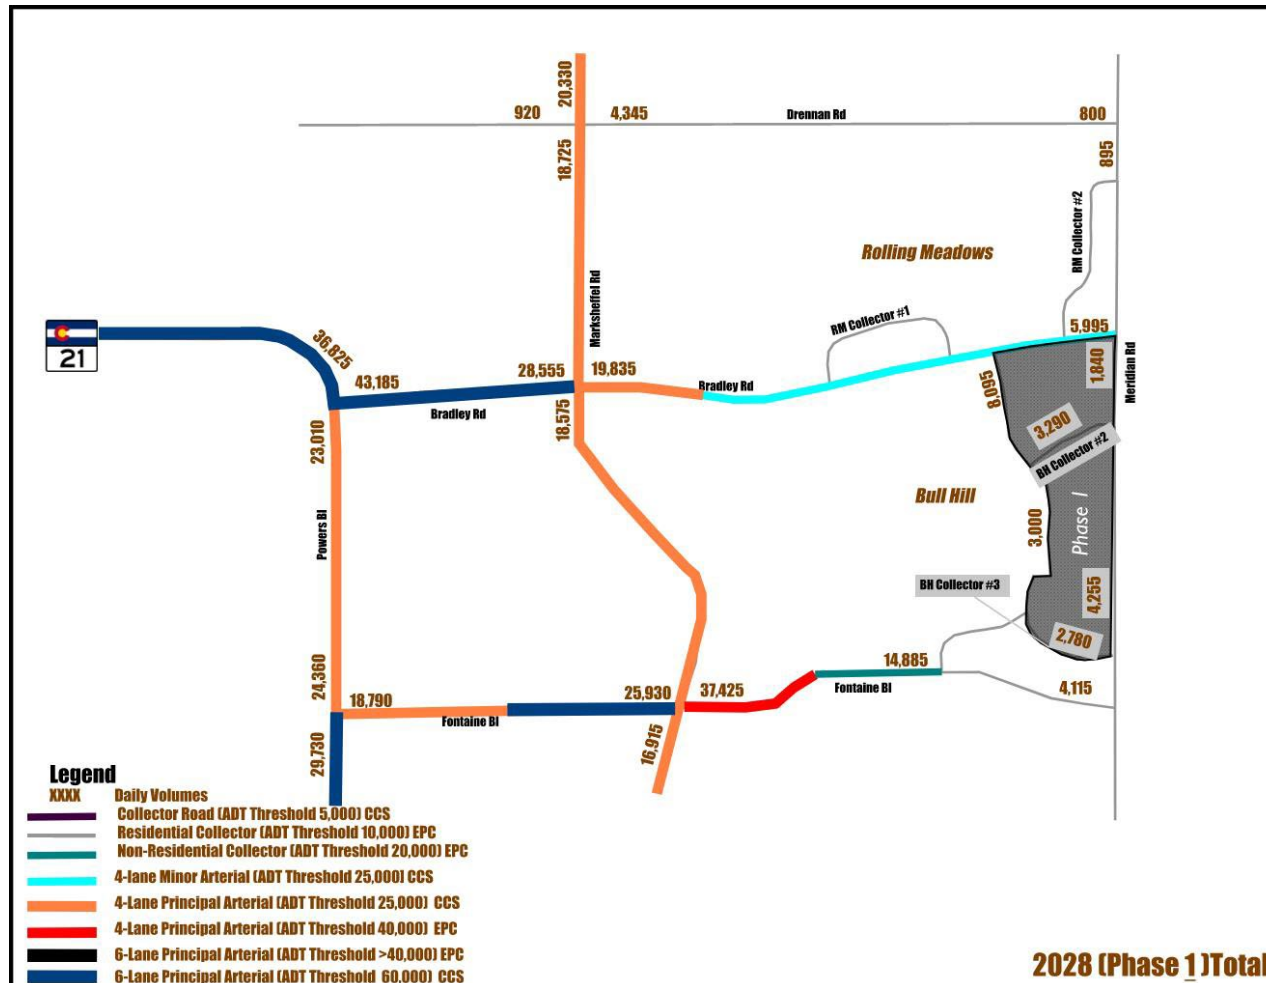 20,330
920
4,345
Drennan Rd
800
18,725
895
RM Collector #2
Rolling Meadows
Marksheffel Rd
RM Collector #1
21
36,825
5,995
1,840
Meridian Rd
43,185
28,555
19,835
Bradley Rd
8,095
Bradley Rd
18,575
23,010
3,290
BH Collector #2
Bull Hill
Powers Bl
3,000
Phase I
BH Collector #3
4,255
2,780
24,360
18,790
25,930
37,425
14,885
Fontaine Bl
4,115
Fontaine Bl
29,730
16,915
Legend
XXXX Daily Volumes
Collector Road (ADT Threshold 5,000) CCS
Residential Collector (ADT Threshold 10,000) EPC
Non-Residential Collector (ADT Threshold 20,000) EPC
4-lane Minor Arterial (ADT Threshold 25,000) CCS
4-Lane Principal Arterial (ADT Threshold 25,000) CCS
4-Lane Principal Arterial (ADT Threshold 40,000) EPC
6-Lane Principal Arterial (ADT Threshold >40,000) EPC
6-Lane Principal Arterial (ADT Threshold 60,000) CCS
2028 (Phase 1 )Total